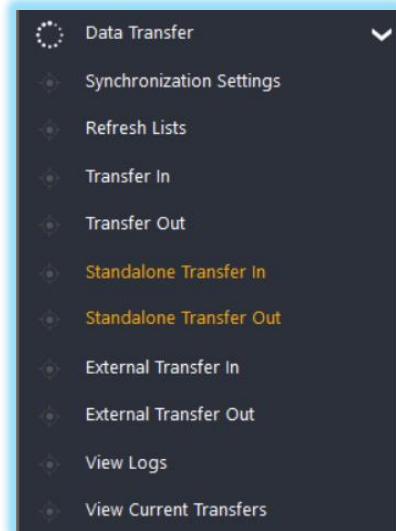 Data Transfer
Synchronization Settings
Refresh Lists
Transfer In
Transfer Out
Standalone Transfer In
Standalone Transfer Out
External Transfer In
External Transfer Out
View Logs
View Current Transfers